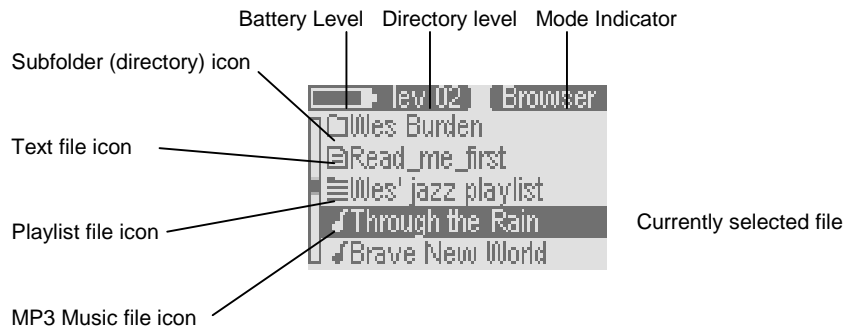 Battery Level Directory level Mode Indicator
Subfolder (directory) icon
lev 02 Browser
Wes Burden
Text file icon
Read_me_first
Wes' jazz playlist
Playlist file icon
Through the Rain
Currently selected file
Brave New World
MP3 Music file icon